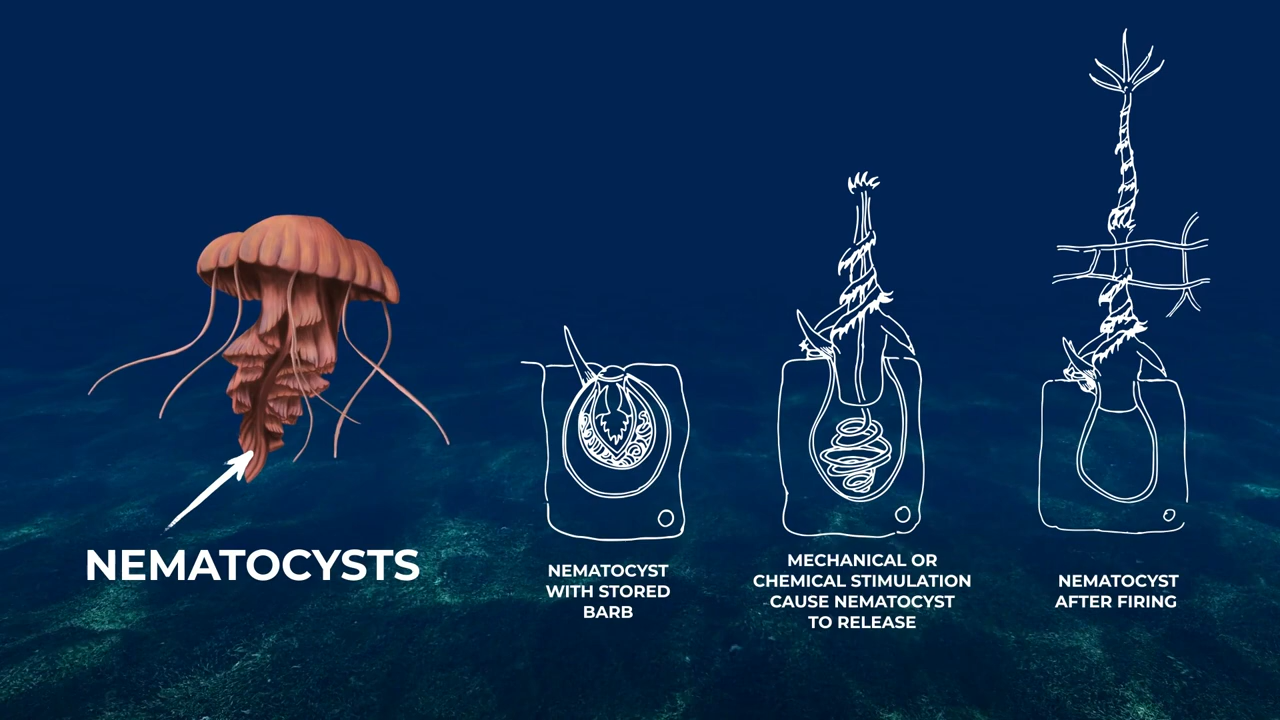 NEMATOCYSTS
NEMATOCYST
WITH STORED
BARB
MECHANICAL OR
CHEMICAL STIMULATION
CAUSE NEMATOCYST
TO RELEASE
NEMATOCYST
AFTER FIRING